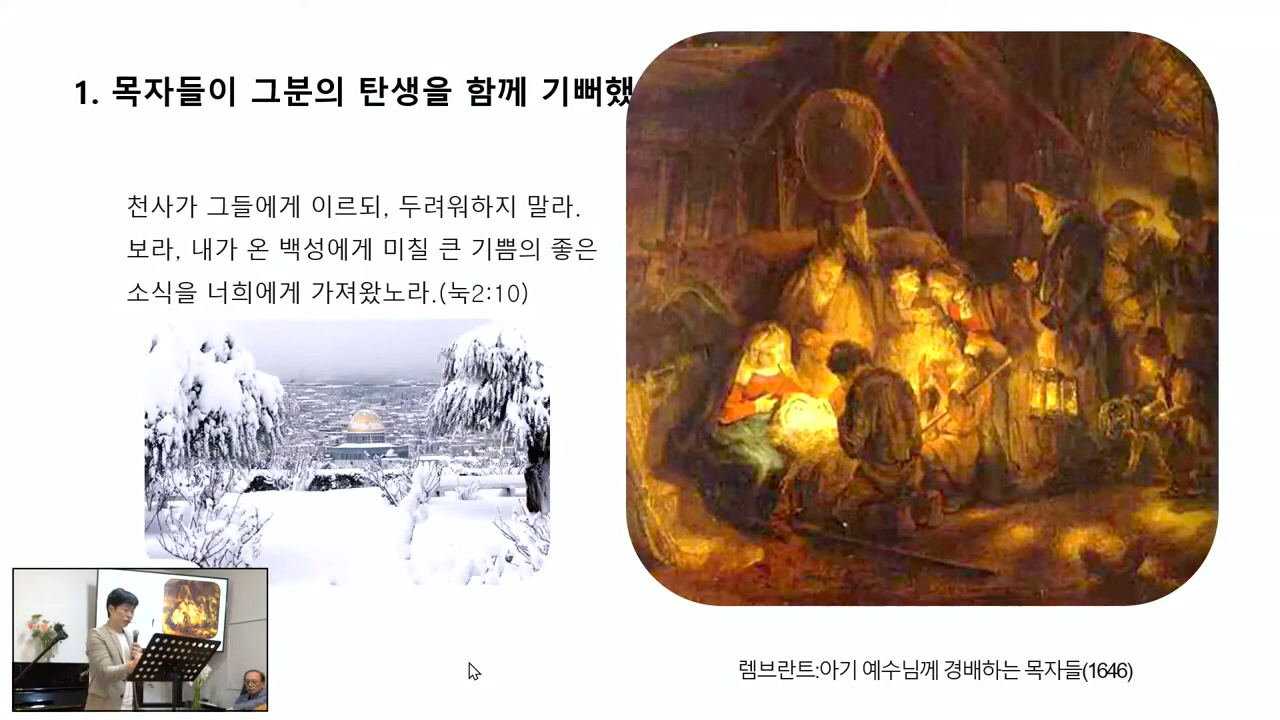 1. 목자들이 그분의 탄생을 함께 기뻐했
천사가 그들에게 이르되, 두려워하지 말라.
보라, 내가 온 백성에게 미칠 큰 기쁨의 좋은
소식을 너희에게 가져왔노라.(눅2:10)
렘브란트:아기 예수님께 경배하는 목자들(1646)